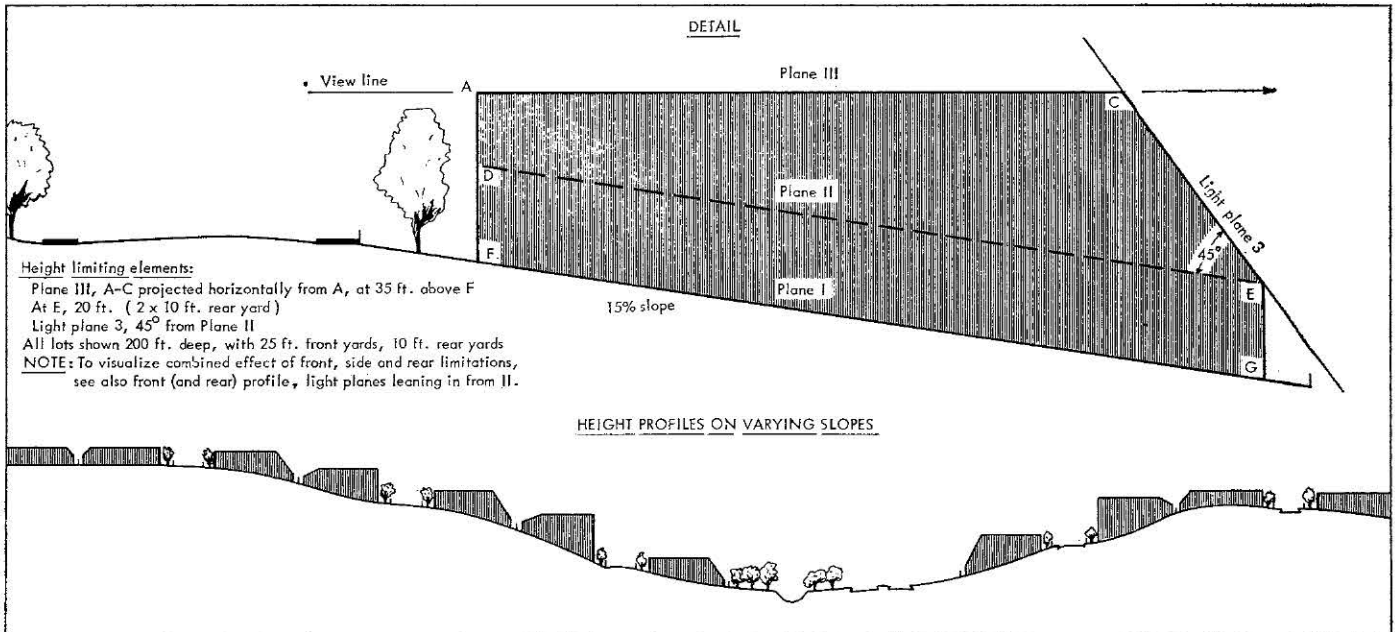 DETAIL
Plane III
View line
A
C
D
Plane II
Light plane 3
45°
F
E
Height limiting elements:
Plane III, A-C projected horizontally from A, at 35 ft. above F
At E, 20 ft. ( 2 x 10 ft. rear yard )
Light plane 3, 45° from Plane II
All lots shown 200 ft. deep, with 25 ft. front yards, 10 ft. rear yards
NOTE: To visualize combined effect of front, side and rear limitations,
see also front (and rear) profile, light planes leaning in from II.
Plane I
15% slope
G
HEIGHT PROFILES ON VARYING SLOPES